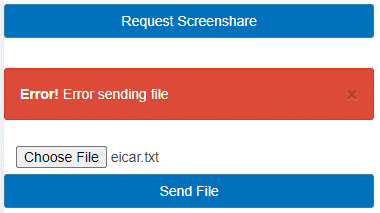 Request Screenshare
Error! Error sending file ×
Choose File eicar.txt
Send File